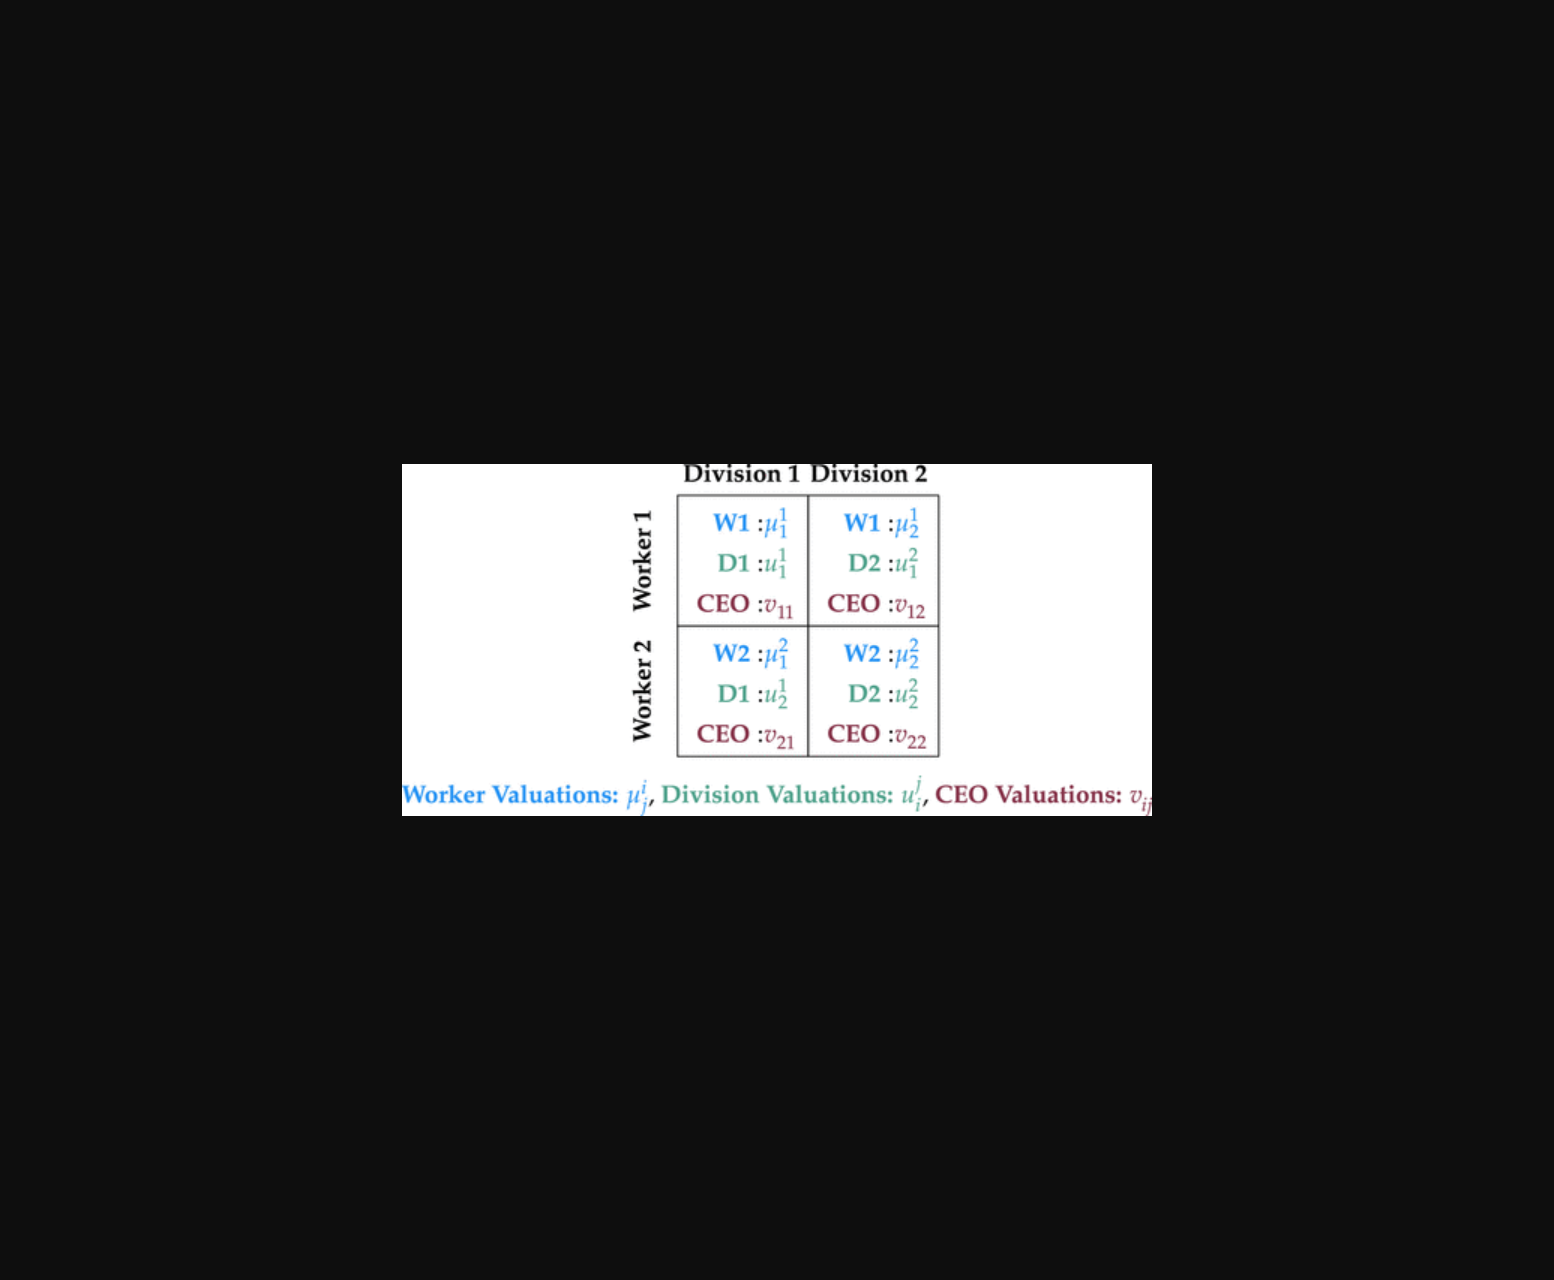 Division 1 Division 2
Worker 1
W1 :μ₁¹ W1 :μ₂¹
D1 :u₁¹ D2 :u₁²
CEO :v₁₁ CEO :v₁₂
Worker 2
W2 :μ₁² W2 :μ₂²
D1 :u₂¹ D2 :u₂²
CEO :v₂₁ CEO :v₂₂
Worker Valuations: μⱼⁱ, Division Valuations: uᵢʲ, CEO Valuations: vᵢⱼ